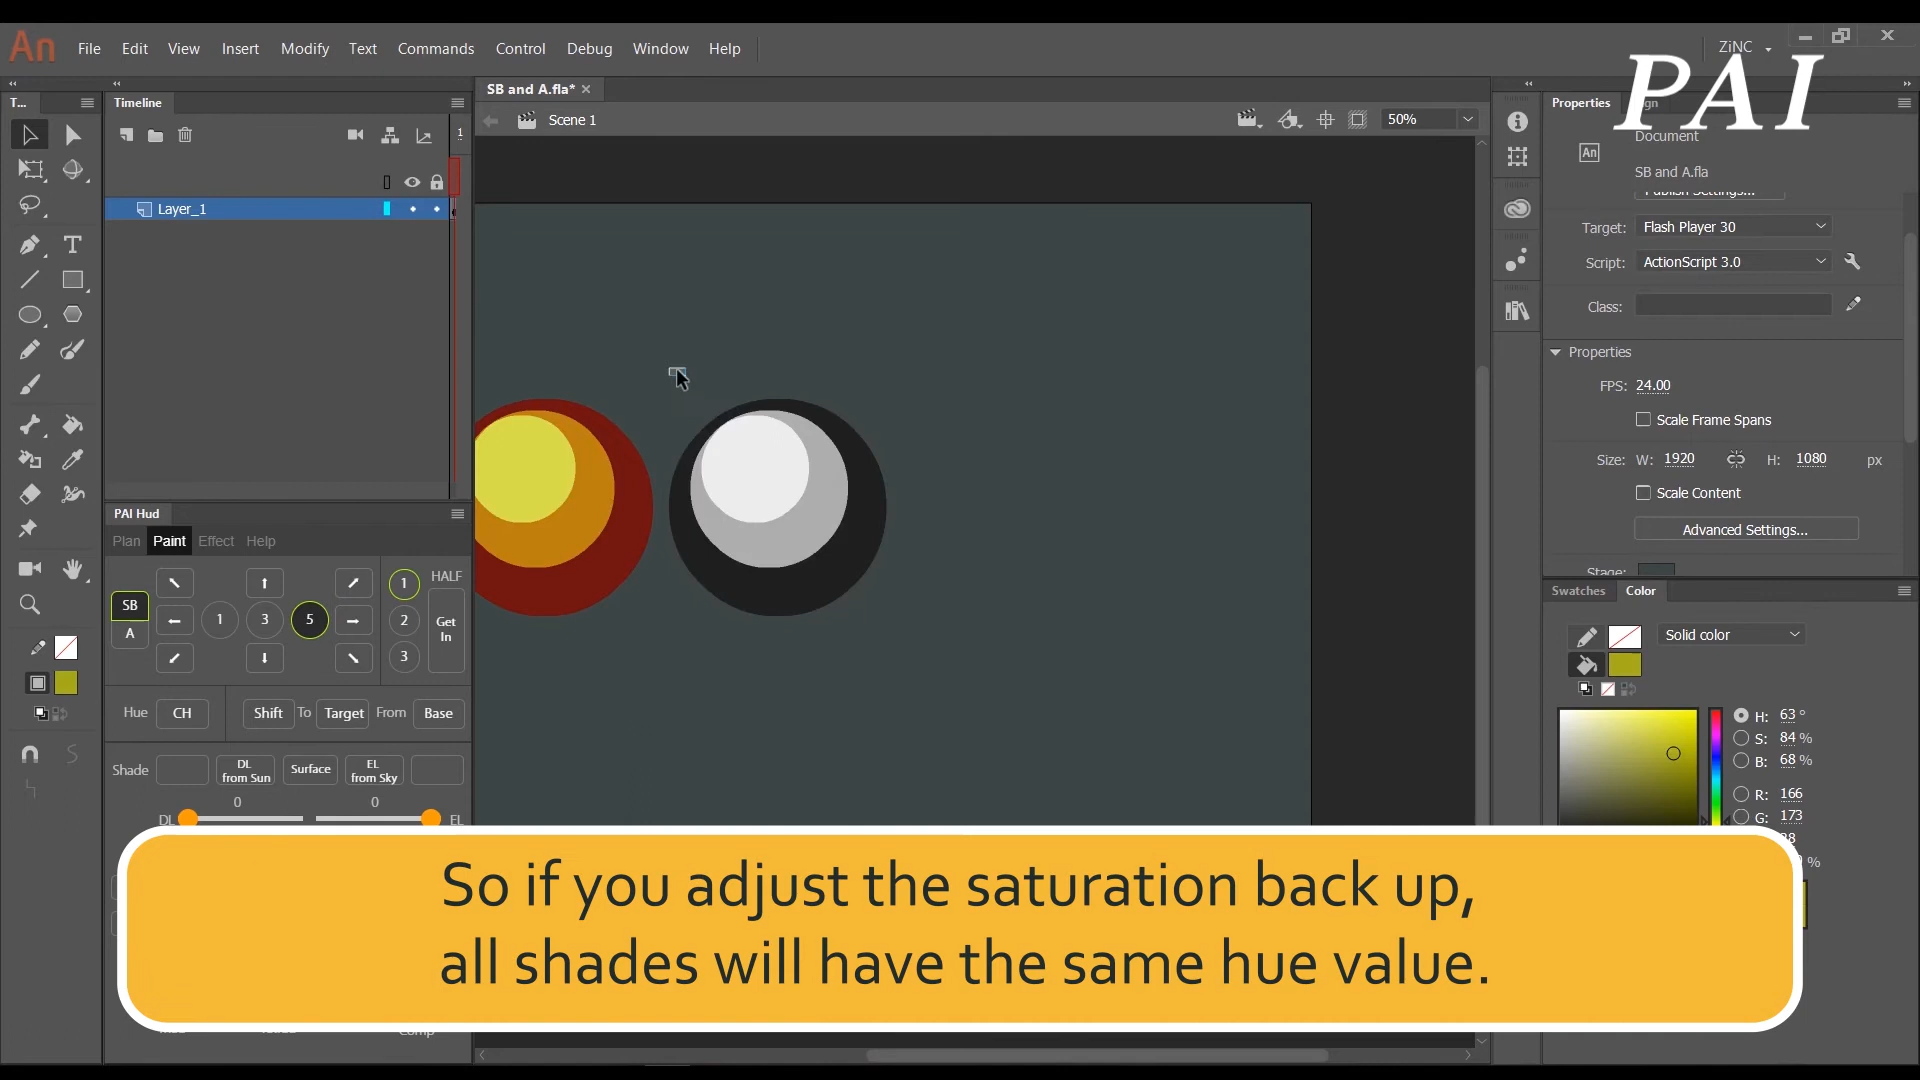 An File Edit View Insert Modify Text Commands Control Debug Window Help ZiNC
PAI
T... Timeline
SB and A.fla*
Scene 1
50%
1
Layer_1
PAI Hud
Plan Paint Effect Help
SB
A
1 3 5
1
2
3
HALF
Get
In
Hue CH Shift To Target From Base
Shade
DL
from Sun
Surface
EL
from Sky
0 0
DL EL
Properties
Document
An
SB and A.fla
Publish Settings...
Target: Flash Player 30
Script: ActionScript 3.0
Class:
Properties
FPS: 24.00
Scale Frame Spans
Size: W: 1920 H: 1080 px
Scale Content
Advanced Settings...
Stage:
Swatches Color
Solid color
H: 63 °
S: 84 %
B: 68 %
R: 166
G: 173
%
So if you adjust the saturation back up,
all shades will have the same hue value.